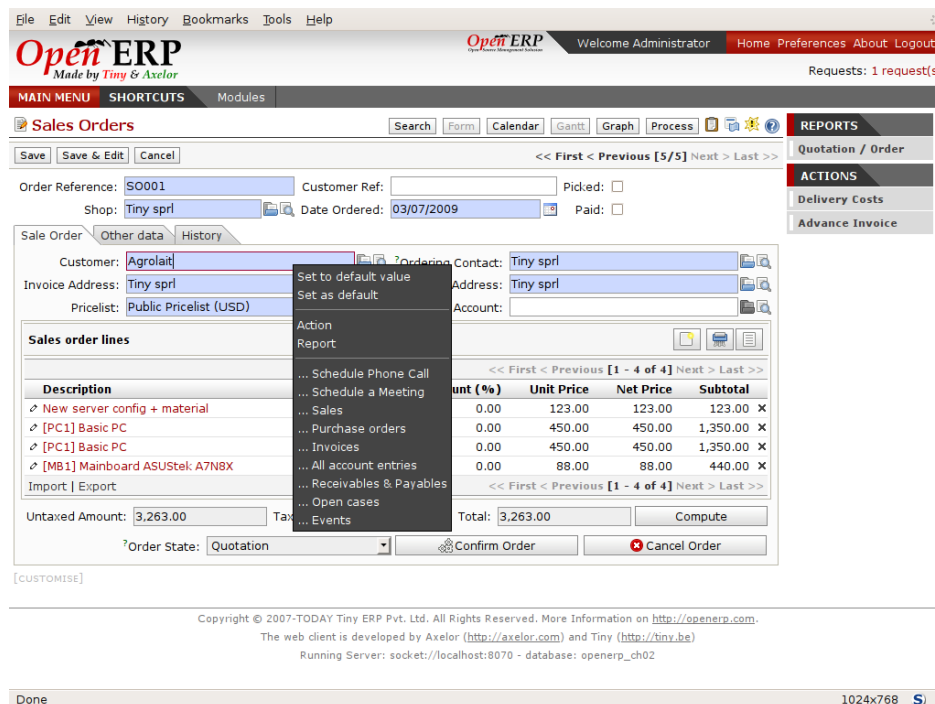 File Edit View History Bookmarks Tools Help
Open ERP
Made by Tiny & Axelor
Open ERP Welcome Administrator Home Preferences About Logout
Requests: 1 request(s
MAIN MENU SHORTCUTS Modules
Sales Orders Search Form Calendar Gantt Graph Process
REPORTS
Quotation / Order
ACTIONS
Delivery Costs
Advance Invoice
Save Save & Edit Cancel << First < Previous [5/5] Next > Last >>
Order Reference: SO001 Customer Ref: Picked:
Shop: Tiny sprl Date Ordered: 03/07/2009 Paid:
Sale Order Other data History
Customer: Agrolait ?Ordering Contact: Tiny sprl
Invoice Address: Tiny sprl Address: Tiny sprl
Pricelist: Public Pricelist (USD) Account:
Set to default value
Set as default
Action
Report
... Schedule Phone Call
... Schedule a Meeting
... Sales
... Purchase orders
... Invoices
... All account entries
... Receivables & Payables
... Open cases
... Events
Sales order lines
<< First < Previous [1 - 4 of 4] Next > Last >>
Description unt (%) Unit Price Net Price Subtotal
New server config + material 0.00 123.00 123.00 123.00
[PC1] Basic PC 0.00 450.00 450.00 1,350.00
[PC1] Basic PC 0.00 450.00 450.00 1,350.00
[MB1] Mainboard ASUStek A7N8X 0.00 88.00 88.00 440.00
Import | Export << First < Previous [1 - 4 of 4] Next > Last >>
Untaxed Amount: 3,263.00 Tax Total: 3,263.00 Compute
?Order State: Quotation Confirm Order Cancel Order
[CUSTOMISE]
Copyright © 2007-TODAY Tiny ERP Pvt. Ltd. All Rights Reserved. More Information on http://openerp.com.
The web client is developed by Axelor (http://axelor.com) and Tiny (http://tiny.be)
Running Server: socket://localhost:8070 - database: openerp_ch02
Done 1024x768 S